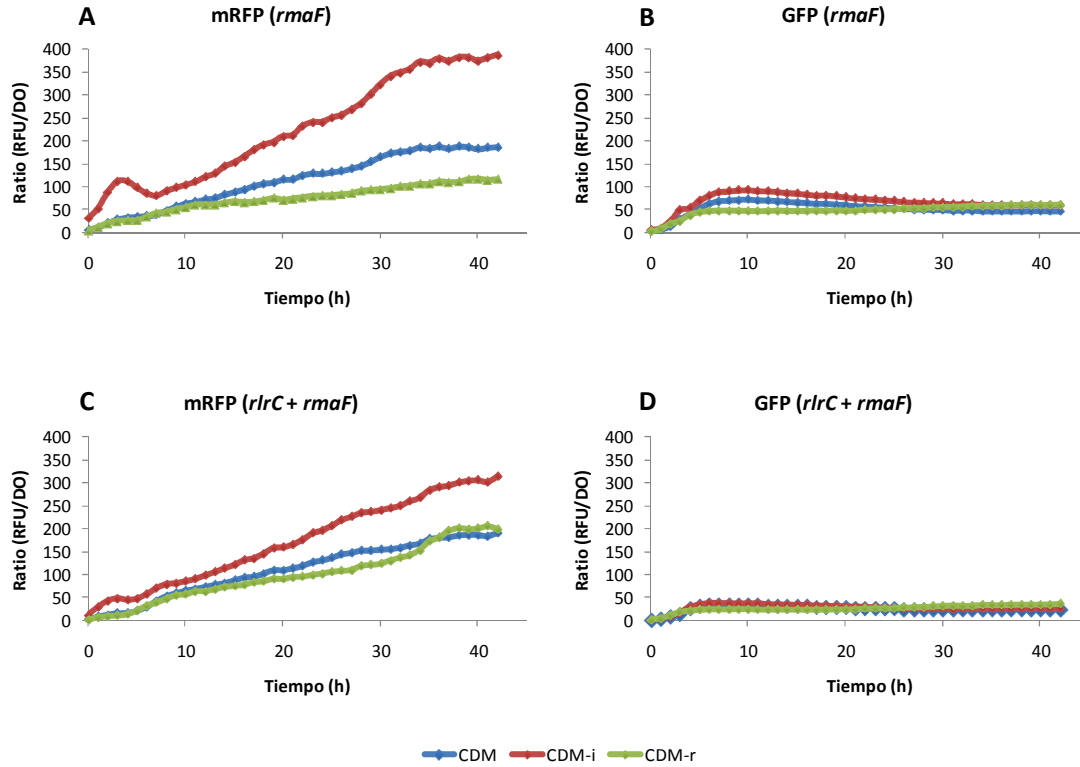 A
mRFP (rmaF)
Ratio (RFU/DO)
400
350
300
250
200
150
100
50
0
0 10 20 30 40
Tiempo (h)
B
GFP (rmaF)
Ratio (RFU/DO)
400
350
300
250
200
150
100
50
0
0 10 20 30 40
Tiempo (h)
C
mRFP (rlrC + rmaF)
Ratio (RFU/DO)
400
350
300
250
200
150
100
50
0
0 10 20 30 40
Tiempo (h)
D
GFP (rlrC + rmaF)
Ratio (RFU/DO)
400
350
300
250
200
150
100
50
0
0 10 20 30 40
Tiempo (h)
CDM CDM-i CDM-r